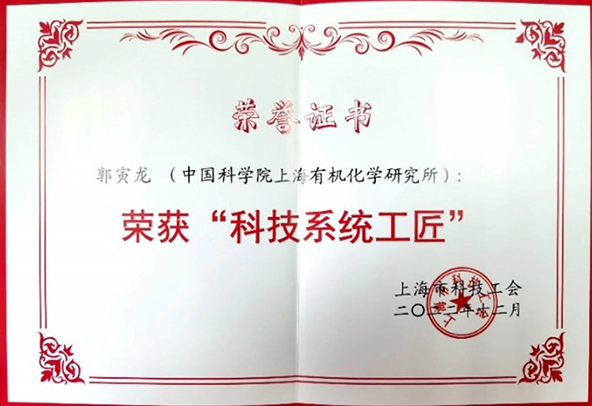 荣誉证书
郭寅龙 （中国科学院上海有机化学研究所）：
荣获“科技系统工匠”
上海市科技工会
二〇二二年十二月